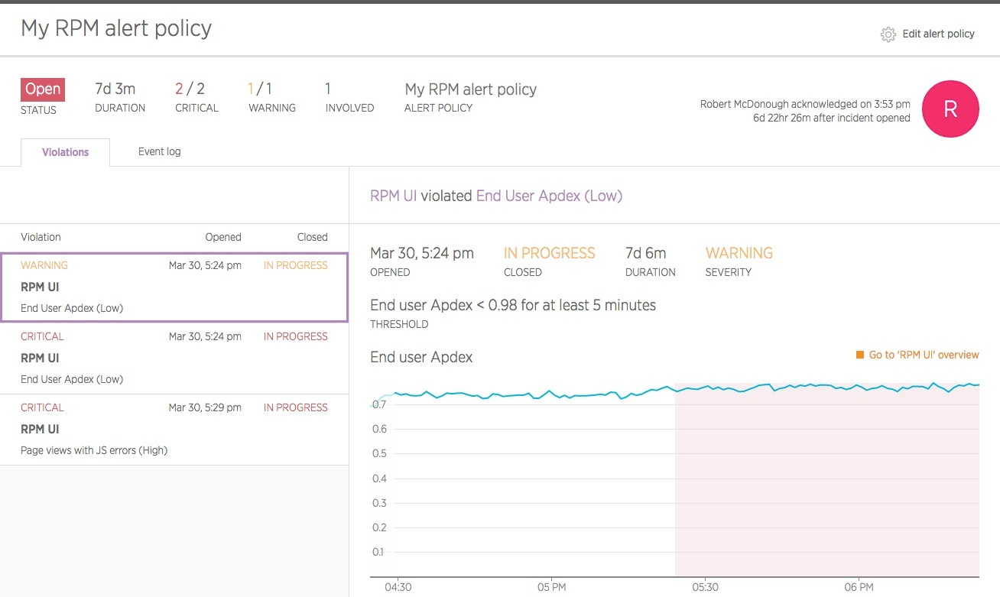 My RPM alert policy
Edit alert policy
Open
STATUS
7d 3m
DURATION
2 / 2
CRITICAL
1 / 1
WARNING
1
INVOLVED
My RPM alert policy
ALERT POLICY
Robert McDonough acknowledged on 3:53 pm
6d 22hr 26m after incident opened
R
Violations
Event log
Violation Opened Closed
WARNING Mar 30, 5:24 pm IN PROGRESS
RPM UI
End User Apdex (Low)
CRITICAL Mar 30, 5:24 pm IN PROGRESS
RPM UI
End User Apdex (Low)
CRITICAL Mar 30, 5:29 pm IN PROGRESS
RPM UI
Page views with JS errors (High)
RPM UI violated End User Apdex (Low)
Mar 30, 5:24 pm
OPENED
IN PROGRESS
CLOSED
7d 6m
DURATION
WARNING
SEVERITY
End user Apdex < 0.98 for at least 5 minutes
THRESHOLD
End user Apdex
Go to 'RPM UI' overview
0.7
0.6
0.5
0.4
0.3
0.2
0.1
04:30 05 PM 05:30 06 PM